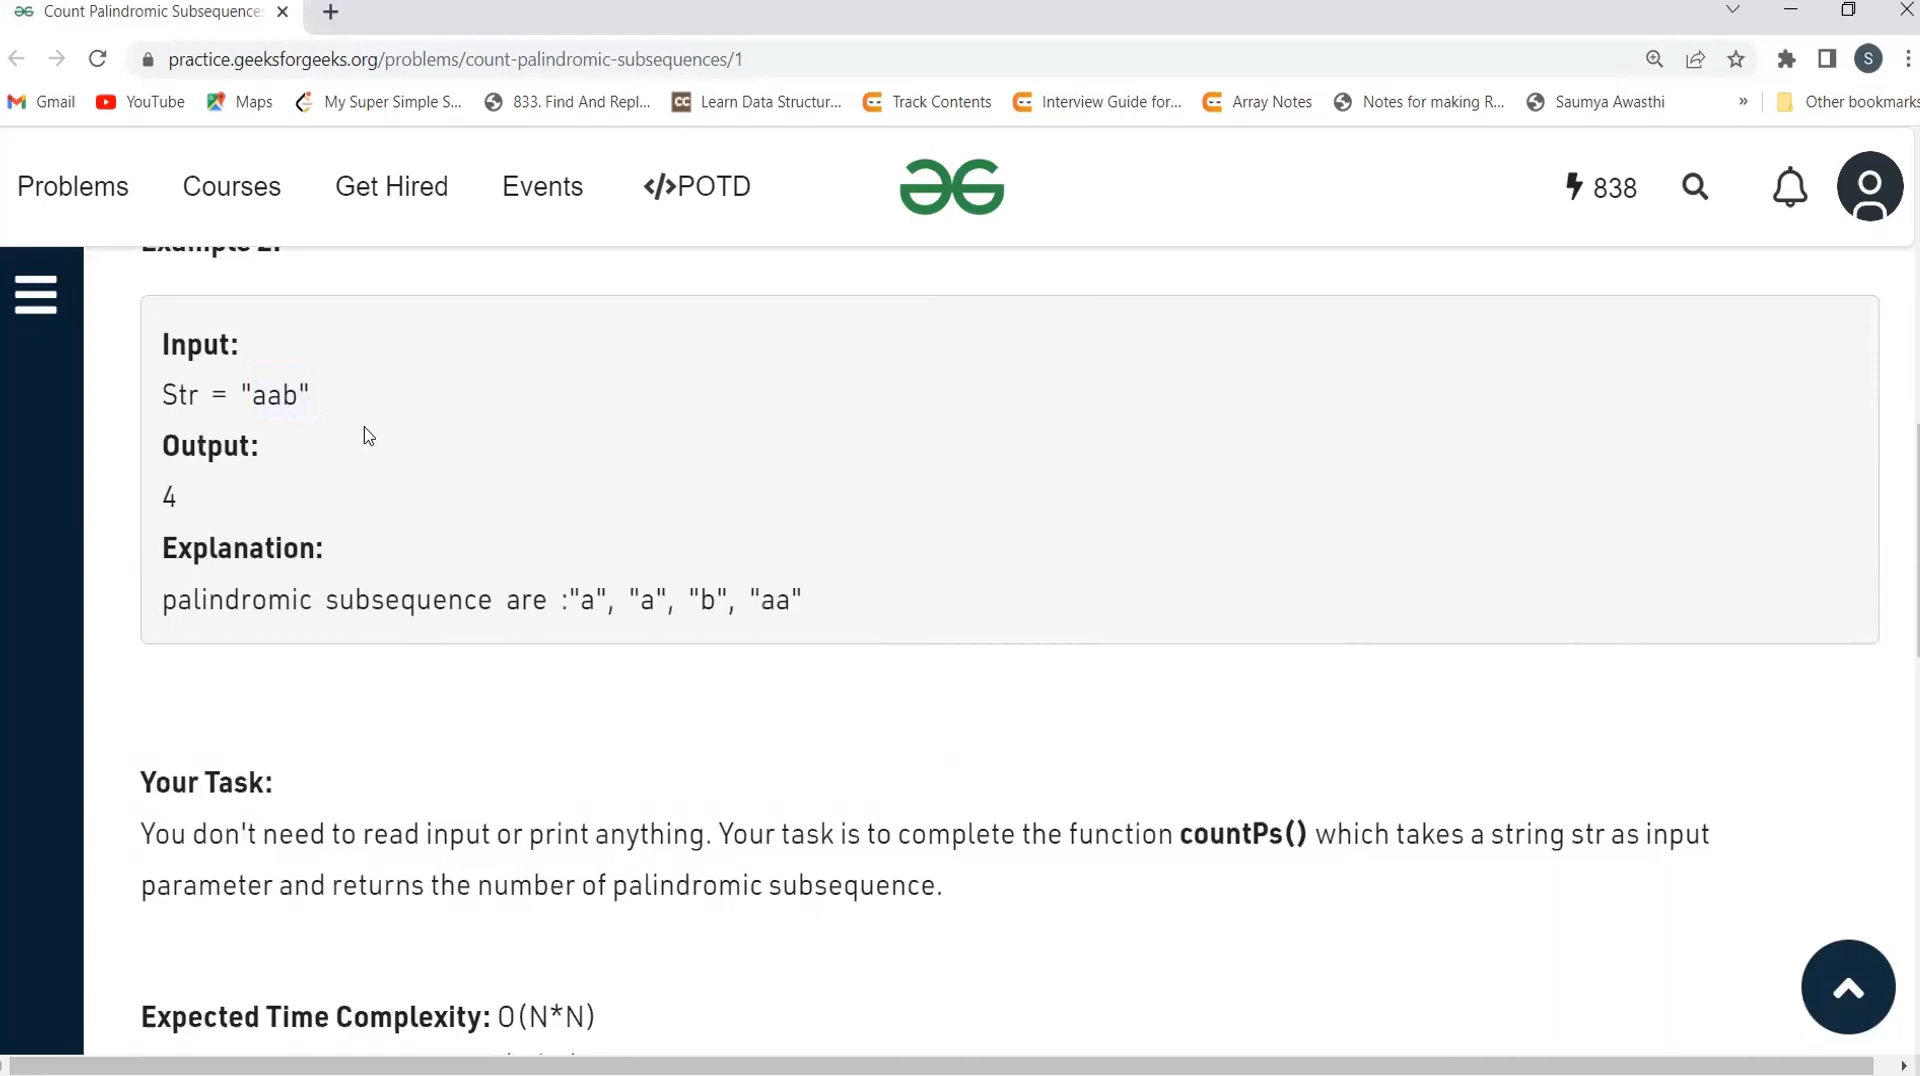 Count Palindromic Subsequences
practice.geeksforgeeks.org/problems/count-palindromic-subsequences/1
S
Gmail
YouTube
Maps
My Super Simple S...
833. Find And Repl...
CC
Learn Data Structur...
Track Contents
Interview Guide for...
Array Notes
Notes for making R...
Saumya Awasthi
»
Other bookmarks
Problems
Courses
Get Hired
Events
</>POTD
838
Example 2:
Input:
Str = "aab"
Output:
4
Explanation:
palindromic subsequence are :"a", "a", "b", "aa"
Your Task:
You don't need to read input or print anything. Your task is to complete the function countPs() which takes a string str as input
parameter and returns the number of palindromic subsequence.
Expected Time Complexity: O(N*N)